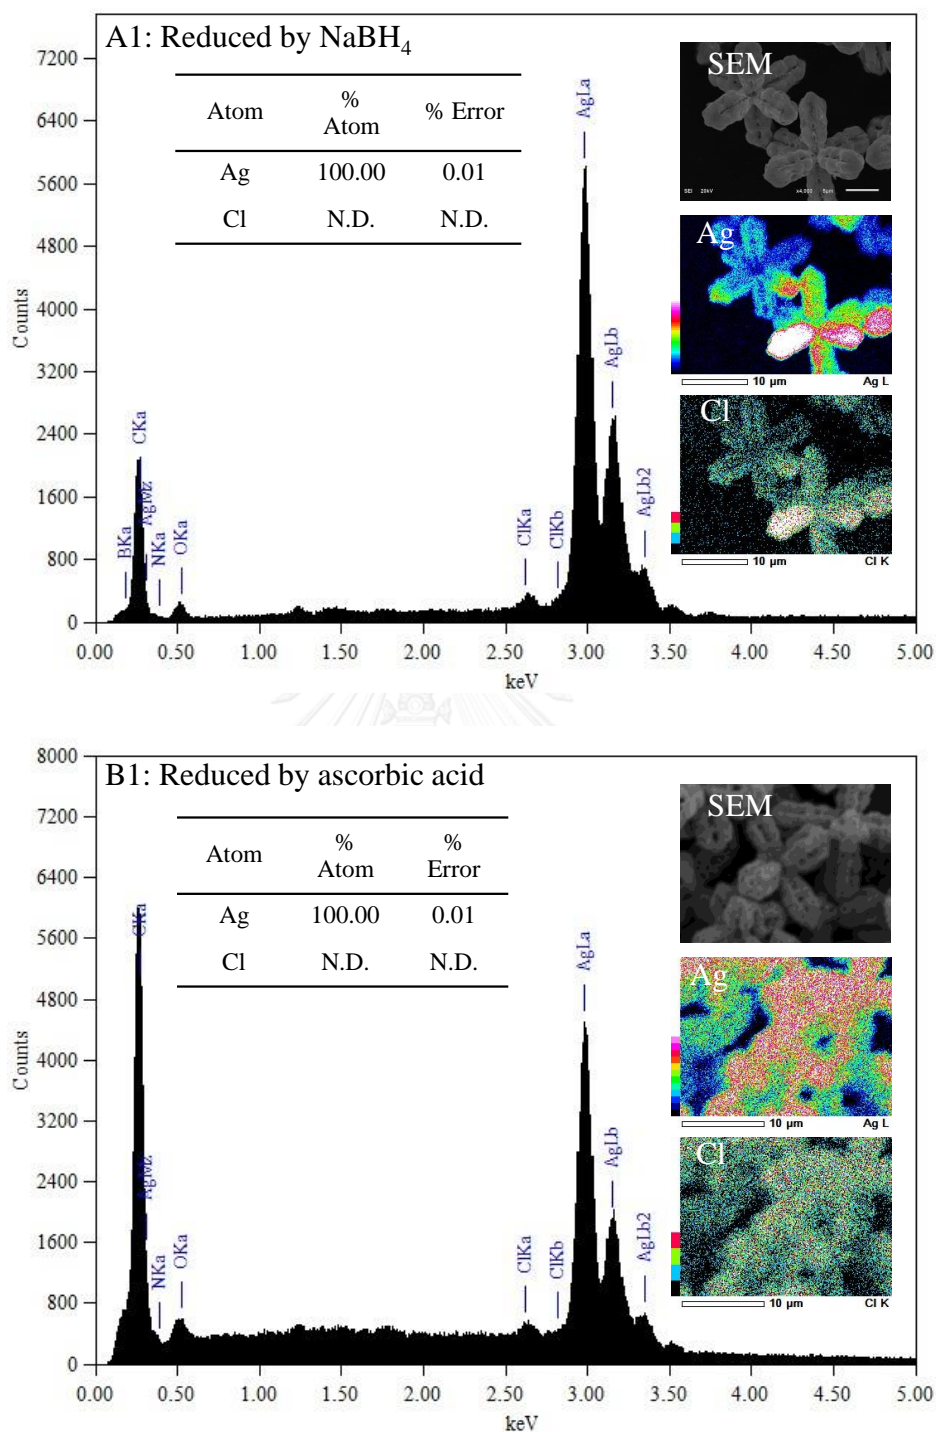 A1: Reduced by NaBH4
Atom % Atom % Error
Ag 100.00 0.01
Cl N.D. N.D.
7200
6400
5600
4800
4000
3200
2400
1600
800
0
Counts
BKa
CKa
AgMz
NKa
OKa
ClKa
ClKb
AgLa
AgLb
AgLb2
0.00 0.50 1.00 1.50 2.00 2.50 3.00 3.50 4.00 4.50 5.00
keV
SEM
SEI 20kV x4,000 5μm
Ag
10 μm Ag L
Cl
10 μm Cl K
B1: Reduced by ascorbic acid
Atom % Atom % Error
Ag 100.00 0.01
Cl N.D. N.D.
8000
7200
6400
5600
4800
4000
3200
2400
1600
800
0
Counts
CKa
AgMz
NKa
OKa
ClKa
ClKb
AgLa
AgLb
AgLb2
0.00 0.50 1.00 1.50 2.00 2.50 3.00 3.50 4.00 4.50 5.00
keV
SEM
Ag
10 μm Ag L
Cl
10 μm Cl K